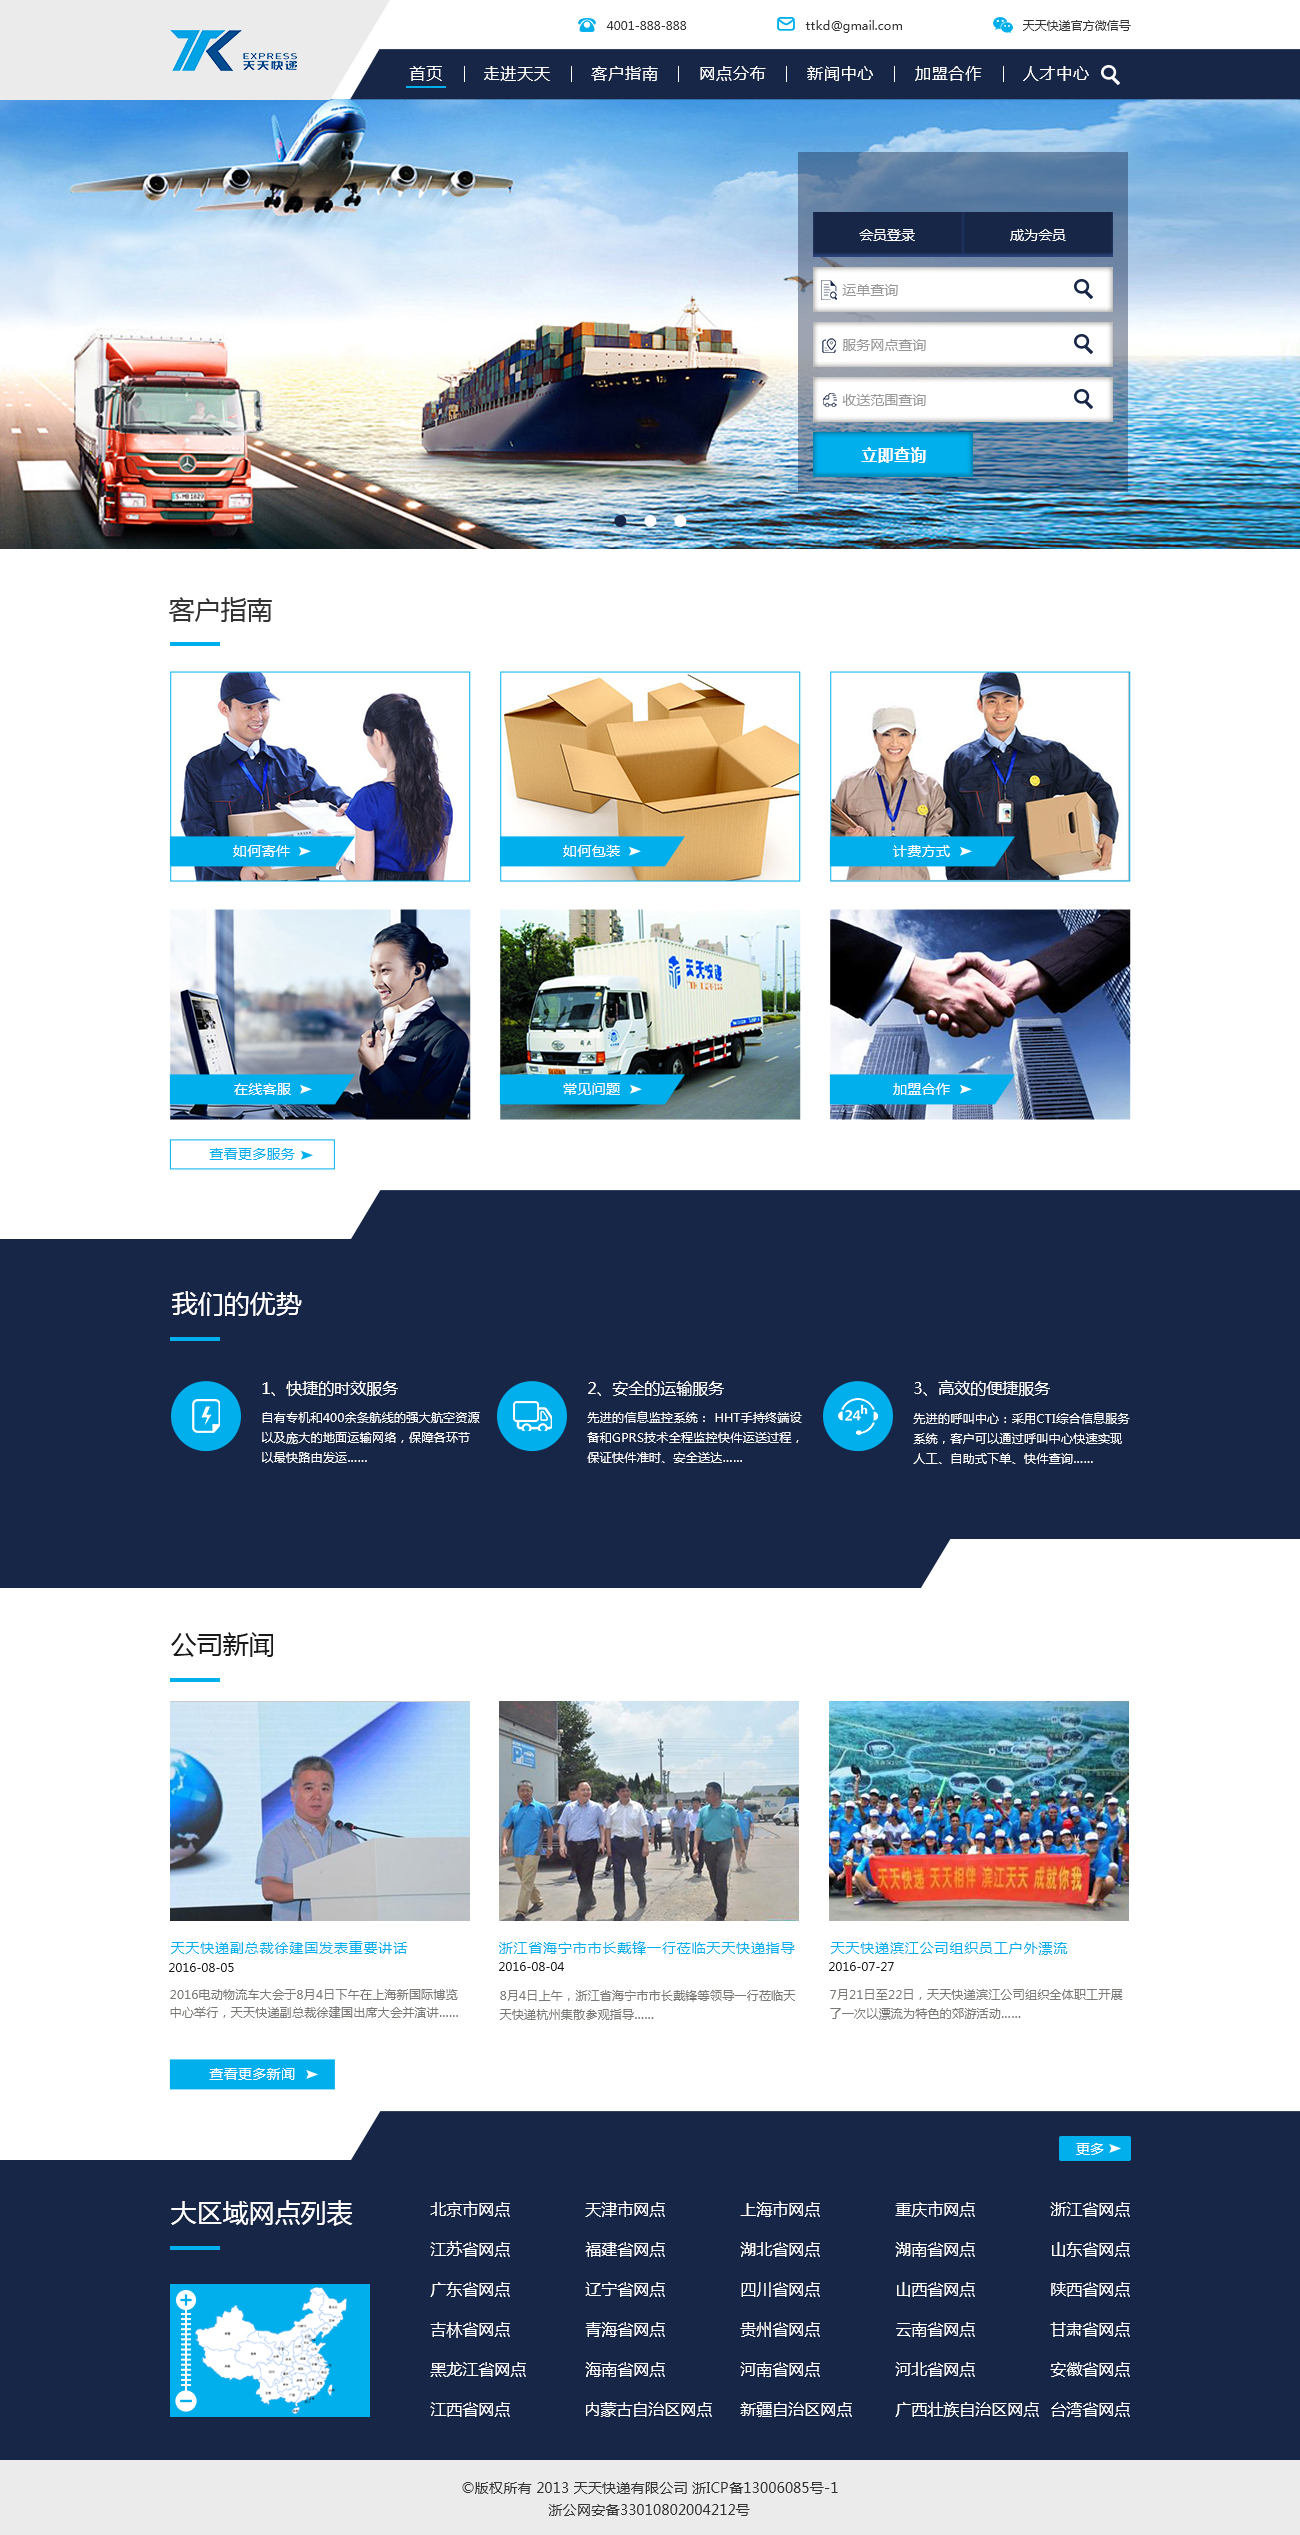 4001-888-888
ttkd@gmail.com
天天快递官方微信号
TTK
EXPRESS
天天快递
首页
走进天天
客户指南
网点分布
新闻中心
加盟合作
人才中心
会员登录
成为会员
运单查询
服务网点查询
收送范围查询
立即查询
客户指南
如何寄件
如何包装
计费方式
天天快递
在线客服
常见问题
加盟合作
查看更多服务
我们的优势
1、快捷的时效服务
自有专机和400余条航线的强大航空资源
以及庞大的地面运输网络，保障各环节
以最快路由发运……
2、安全的运输服务
先进的信息监控系统： HHT手持终端设
备和GPRS技术全程监控快件运送过程，
保证快件准时、安全送达……
24h
3、高效的便捷服务
先进的呼叫中心：采用CTI综合信息服务
系统，客户可以通过呼叫中心快速实现
人工、自助式下单、快件查询……
公司新闻
天天快递 天天相伴 滨江天天 成就你我
天天快递副总裁徐建国发表重要讲话
2016-08-05
2016电动物流车大会于8月4日下午在上海新国际博览
中心举行，天天快递副总裁徐建国出席大会并演讲……
浙江省海宁市市长戴锋一行莅临天天快递指导
2016-08-04
8月4日上午，浙江省海宁市市长戴锋等领导一行莅临天
天快递杭州集散参观指导……
天天快递滨江公司组织员工户外漂流
2016-07-27
7月21日至22日，天天快递滨江公司组织全体职工开展
了一次以漂流为特色的郊游活动……
查看更多新闻
更多
大区域网点列表
北京市网点
天津市网点
上海市网点
重庆市网点
浙江省网点
江苏省网点
福建省网点
湖北省网点
湖南省网点
山东省网点
广东省网点
辽宁省网点
四川省网点
山西省网点
陕西省网点
吉林省网点
青海省网点
贵州省网点
云南省网点
甘肃省网点
黑龙江省网点
海南省网点
河南省网点
河北省网点
安徽省网点
江西省网点
内蒙古自治区网点
新疆自治区网点
广西壮族自治区网点
台湾省网点
©版权所有 2013 天天快递有限公司 浙ICP备13006085号-1
浙公网安备33010802004212号